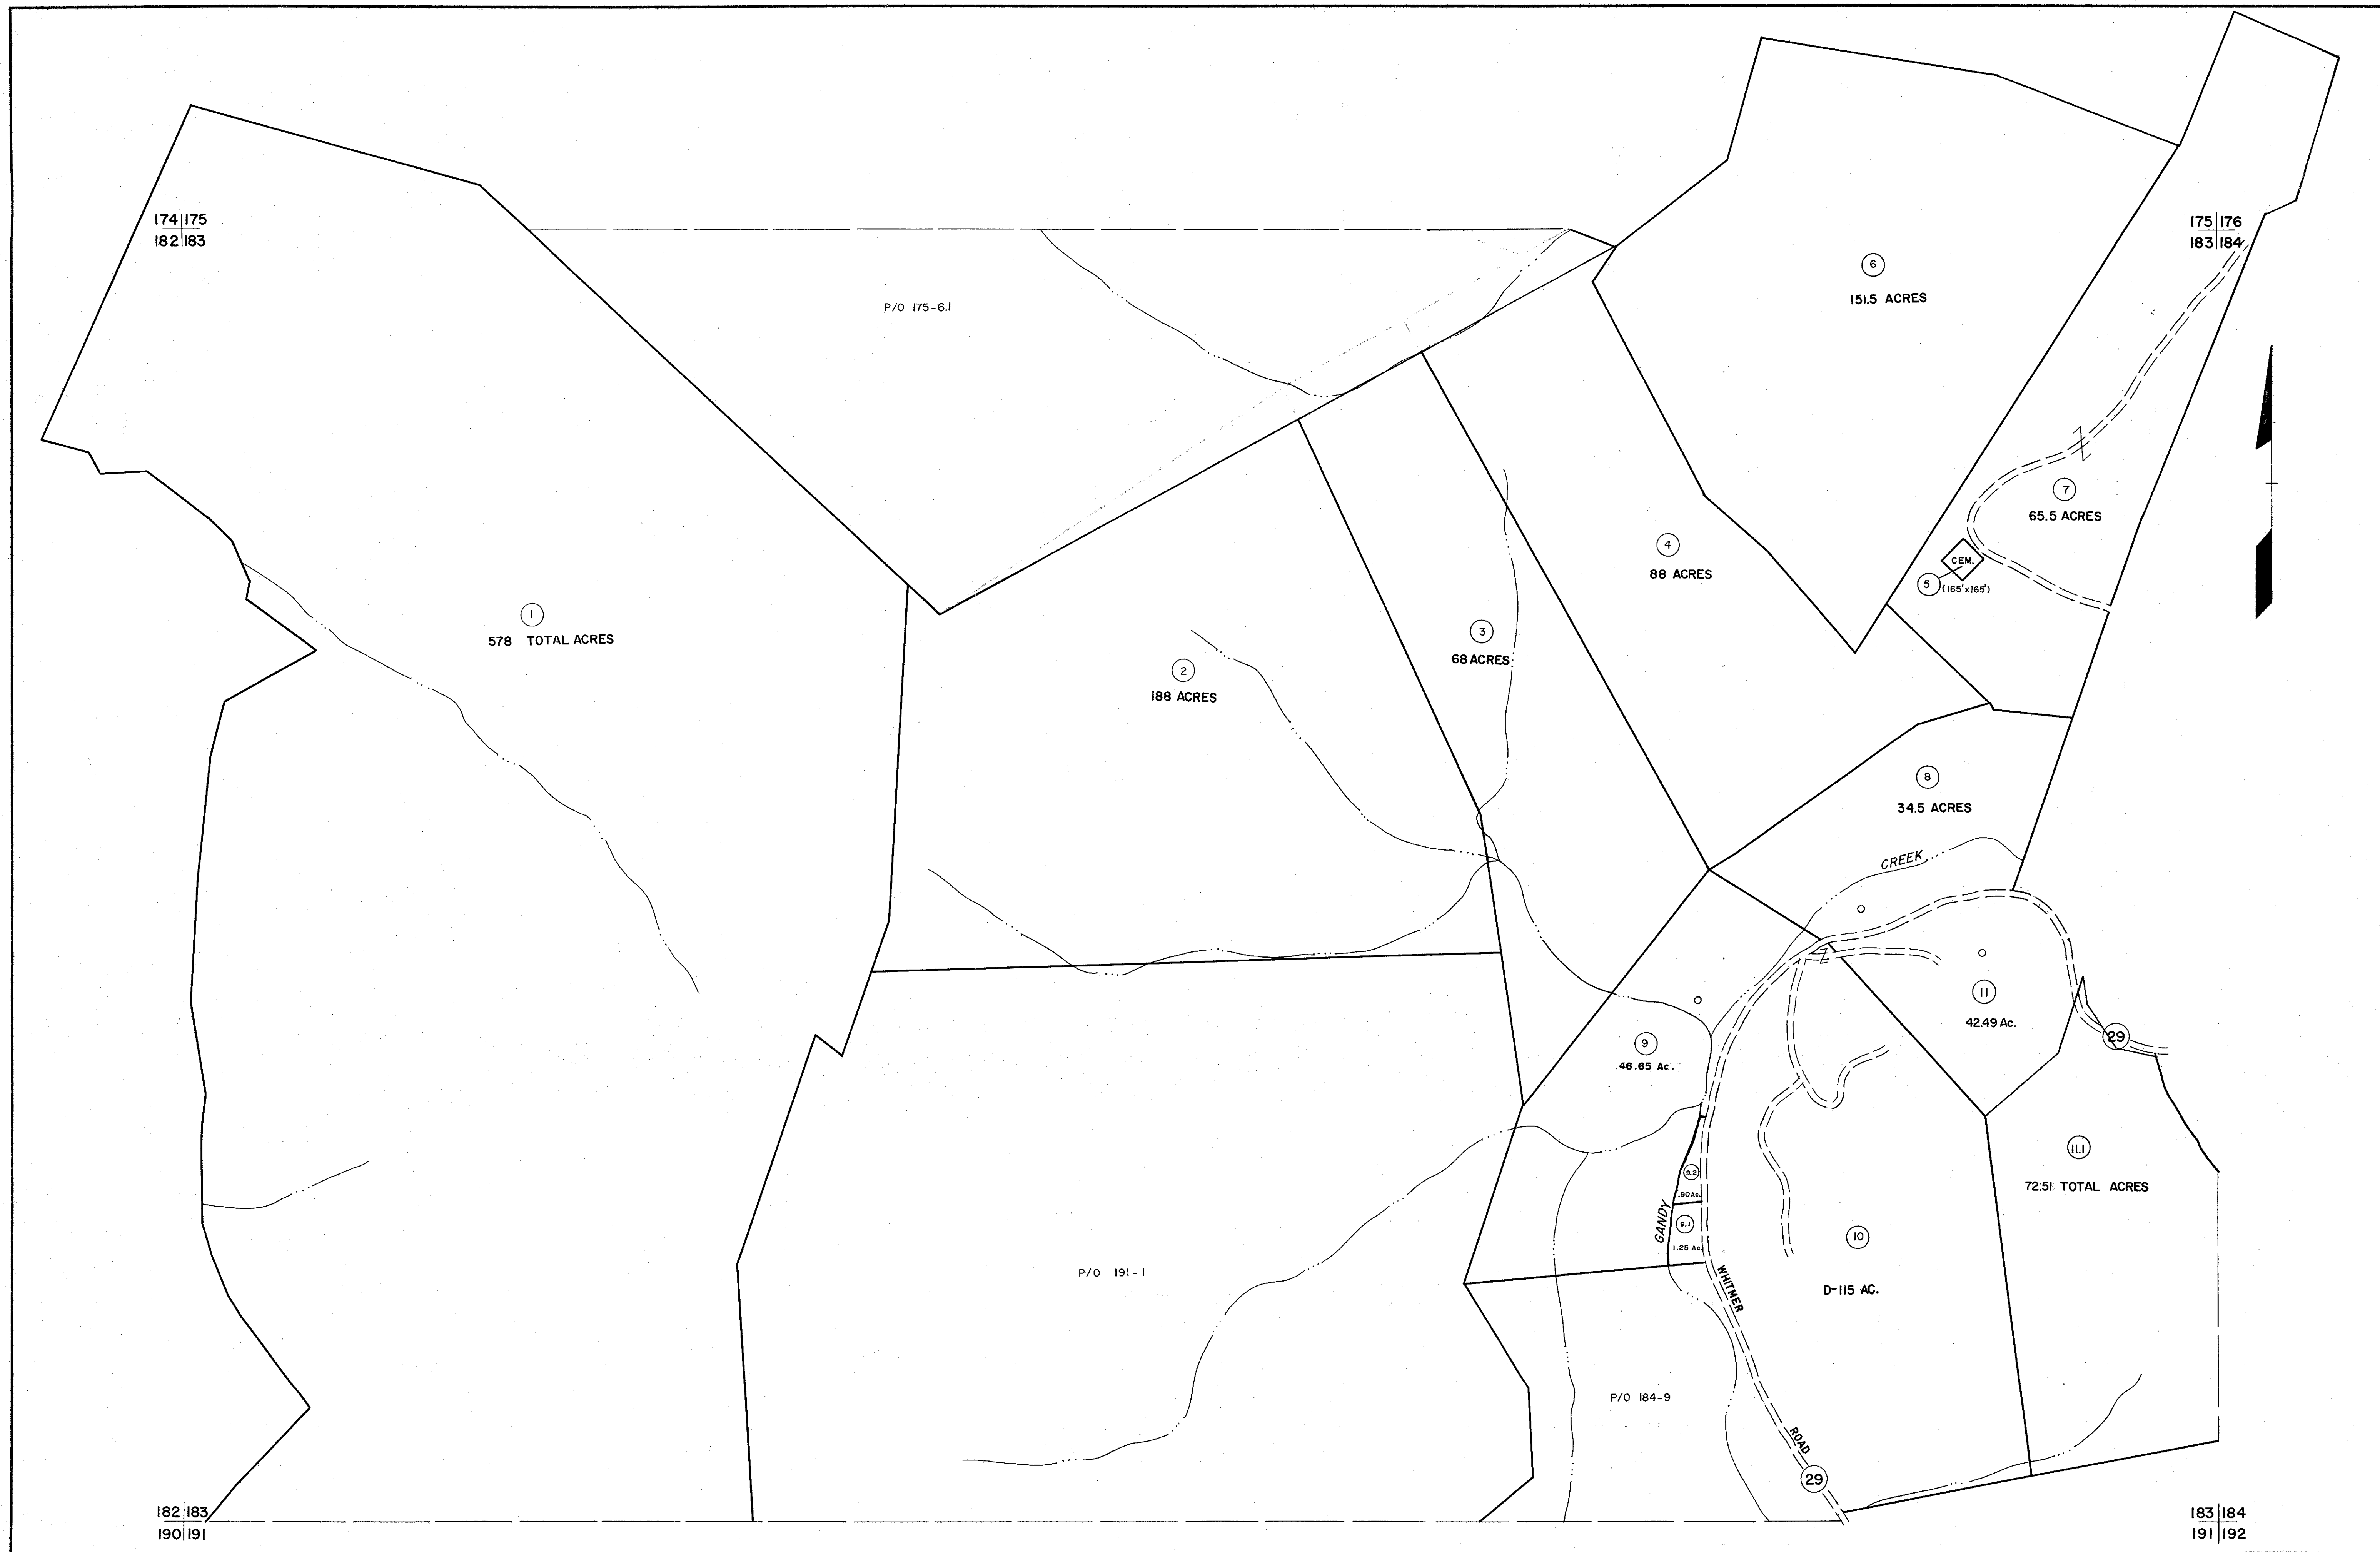 174 175
182 183
175 176
183 184
P/O 175-6.1
6
151.5 ACRES
7
65.5 ACRES
CEM.
5
(165'x165')
4
88 ACRES
1
578 TOTAL ACRES
3
68 ACRES
2
188 ACRES
8
34.5 ACRES
CREEK
11
42.49 Ac.
29
9
46.65 Ac.
11.1
72.51 TOTAL ACRES
9.2
.90 Ac.
GANDY
9.1
1.25 Ac.
10
D-115 AC.
P/O 191-1
WHITMER
P/O 184-9
ROAD
29
182 183
190 191
183 184
191 192